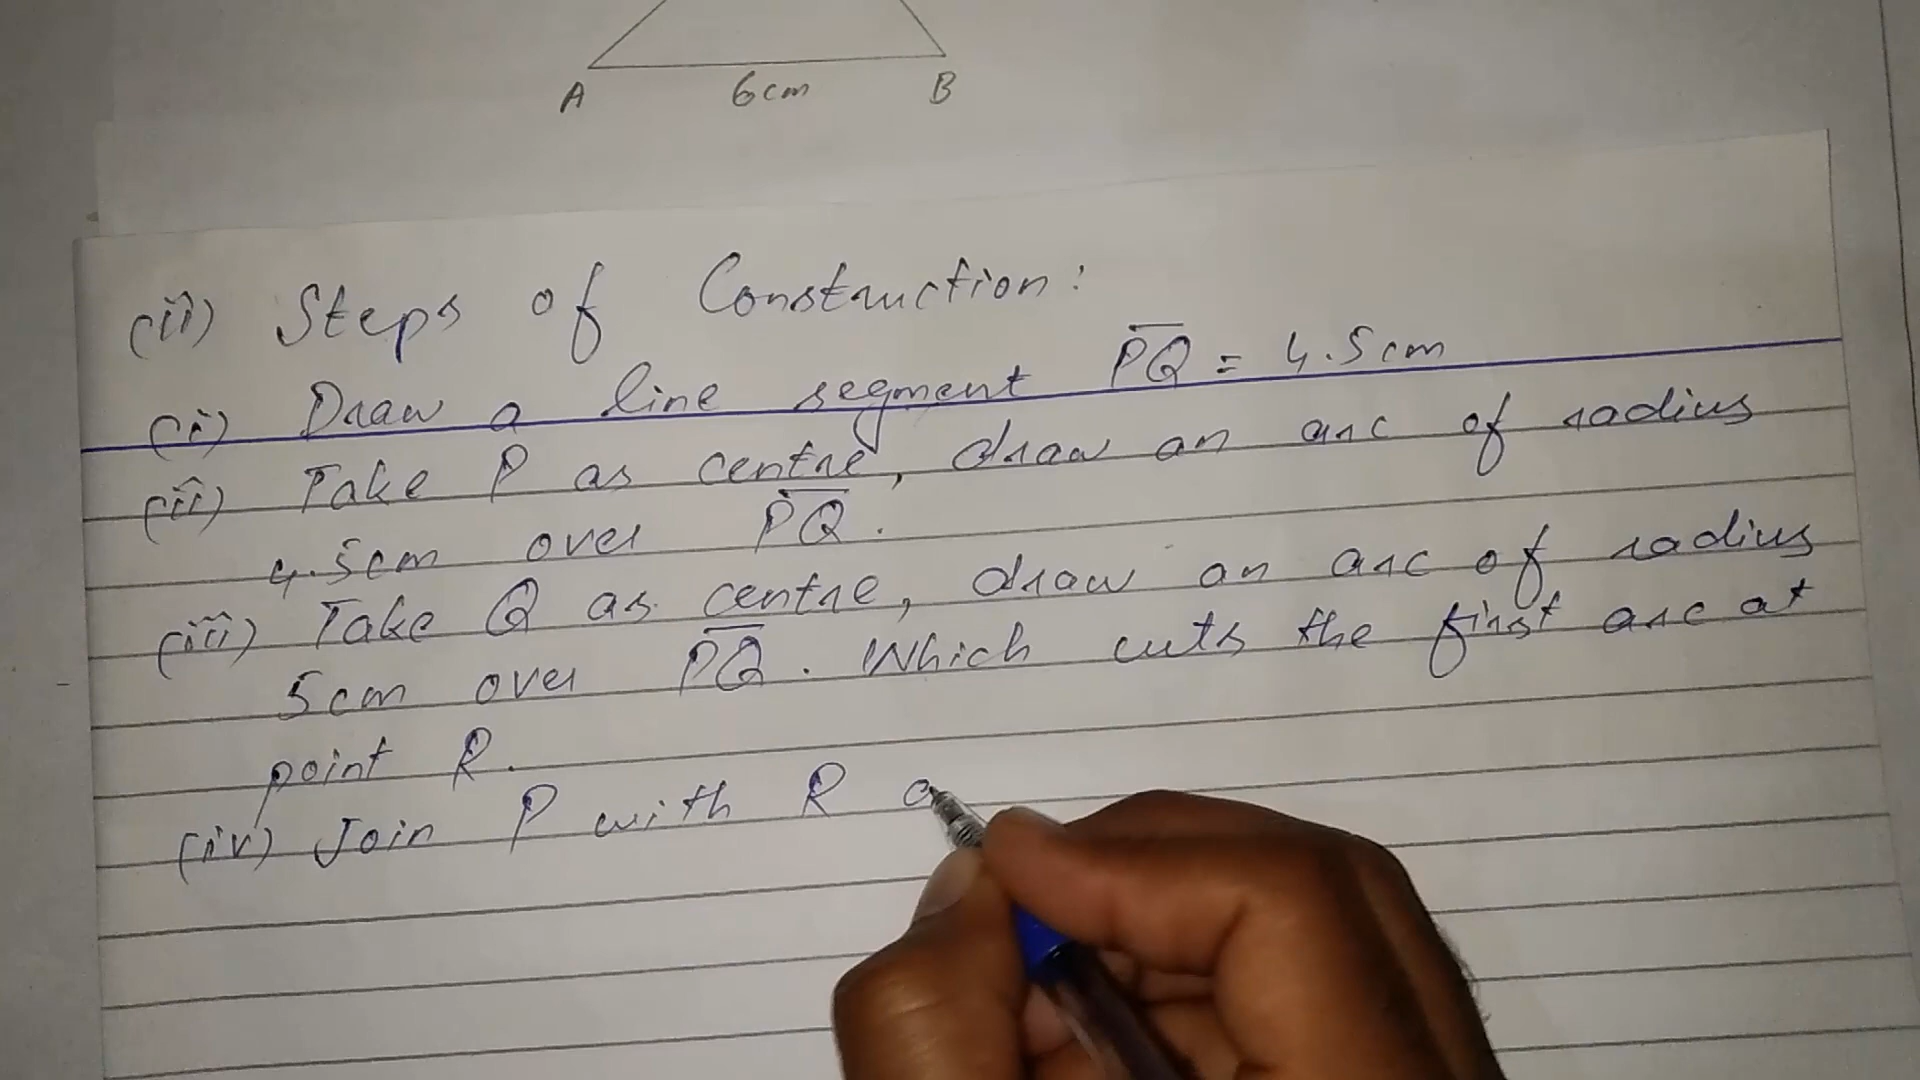 A 6cm B
(ii) Steps of Construction:
(i) Draw a line segment PQ = 4.5cm
(ii) Take P as centre, draw an arc of radius
4.5cm over PQ.
(iii) Take Q as centre, draw an arc of radius
5cm over PQ. Which cuts the first arc at
point R.
(iv) Join P with R a